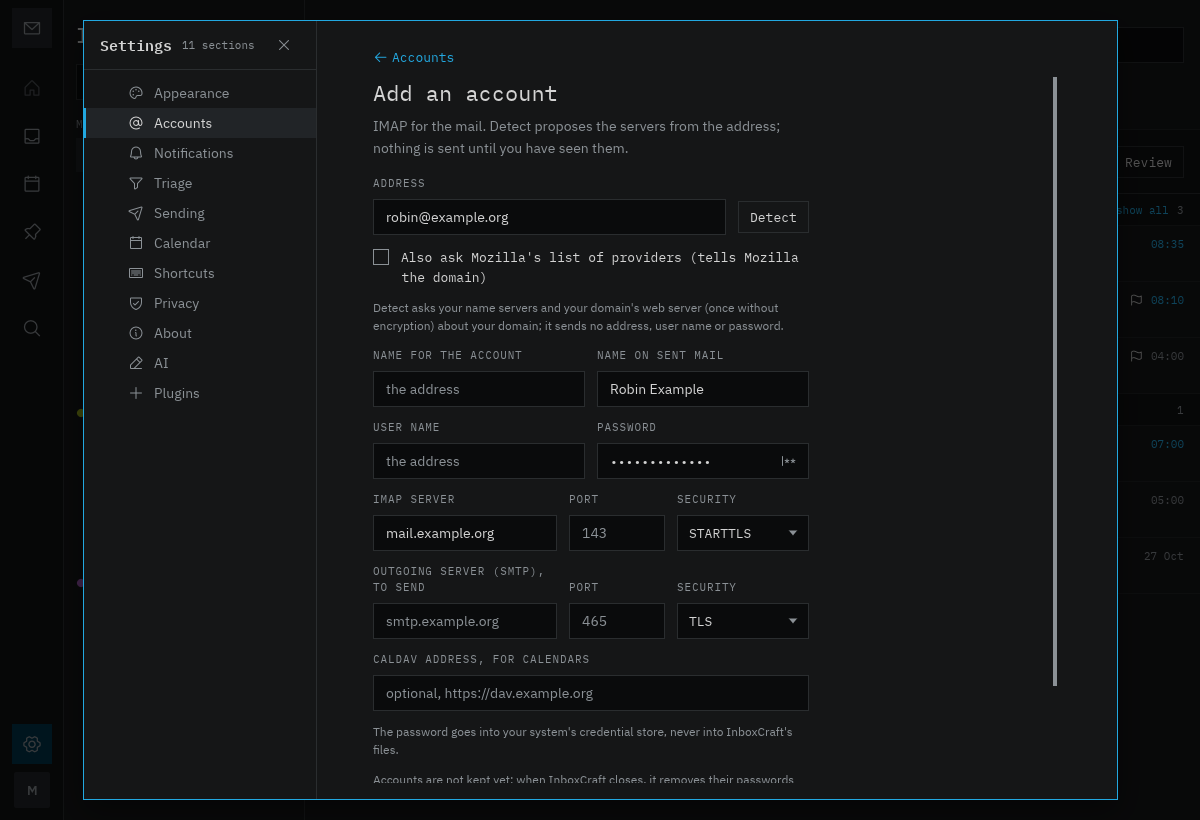 Settings 11 sections
Appearance
Accounts
Notifications
Triage
Sending
Calendar
Shortcuts
Privacy
About
AI
Plugins
← Accounts
Add an account
IMAP for the mail. Detect proposes the servers from the address;
nothing is sent until you have seen them.
ADDRESS
robin@example.org
Detect
Also ask Mozilla's list of providers (tells Mozilla
the domain)
Detect asks your name servers and your domain's web server (once without
encryption) about your domain; it sends no address, user name or password.
NAME FOR THE ACCOUNT NAME ON SENT MAIL
the address Robin Example
USER NAME PASSWORD
the address •••••••••••••
IMAP SERVER PORT SECURITY
mail.example.org 143 STARTTLS
OUTGOING SERVER (SMTP),
TO SEND PORT SECURITY
smtp.example.org 465 TLS
CALDAV ADDRESS, FOR CALENDARS
optional, https://dav.example.org
The password goes into your system's credential store, never into InboxCraft's
files.
Accounts are not kept yet: when InboxCraft closes, it removes their passwords
Review
show all 3
08:35
08:10
04:00
1
07:00
05:00
27 Oct
M